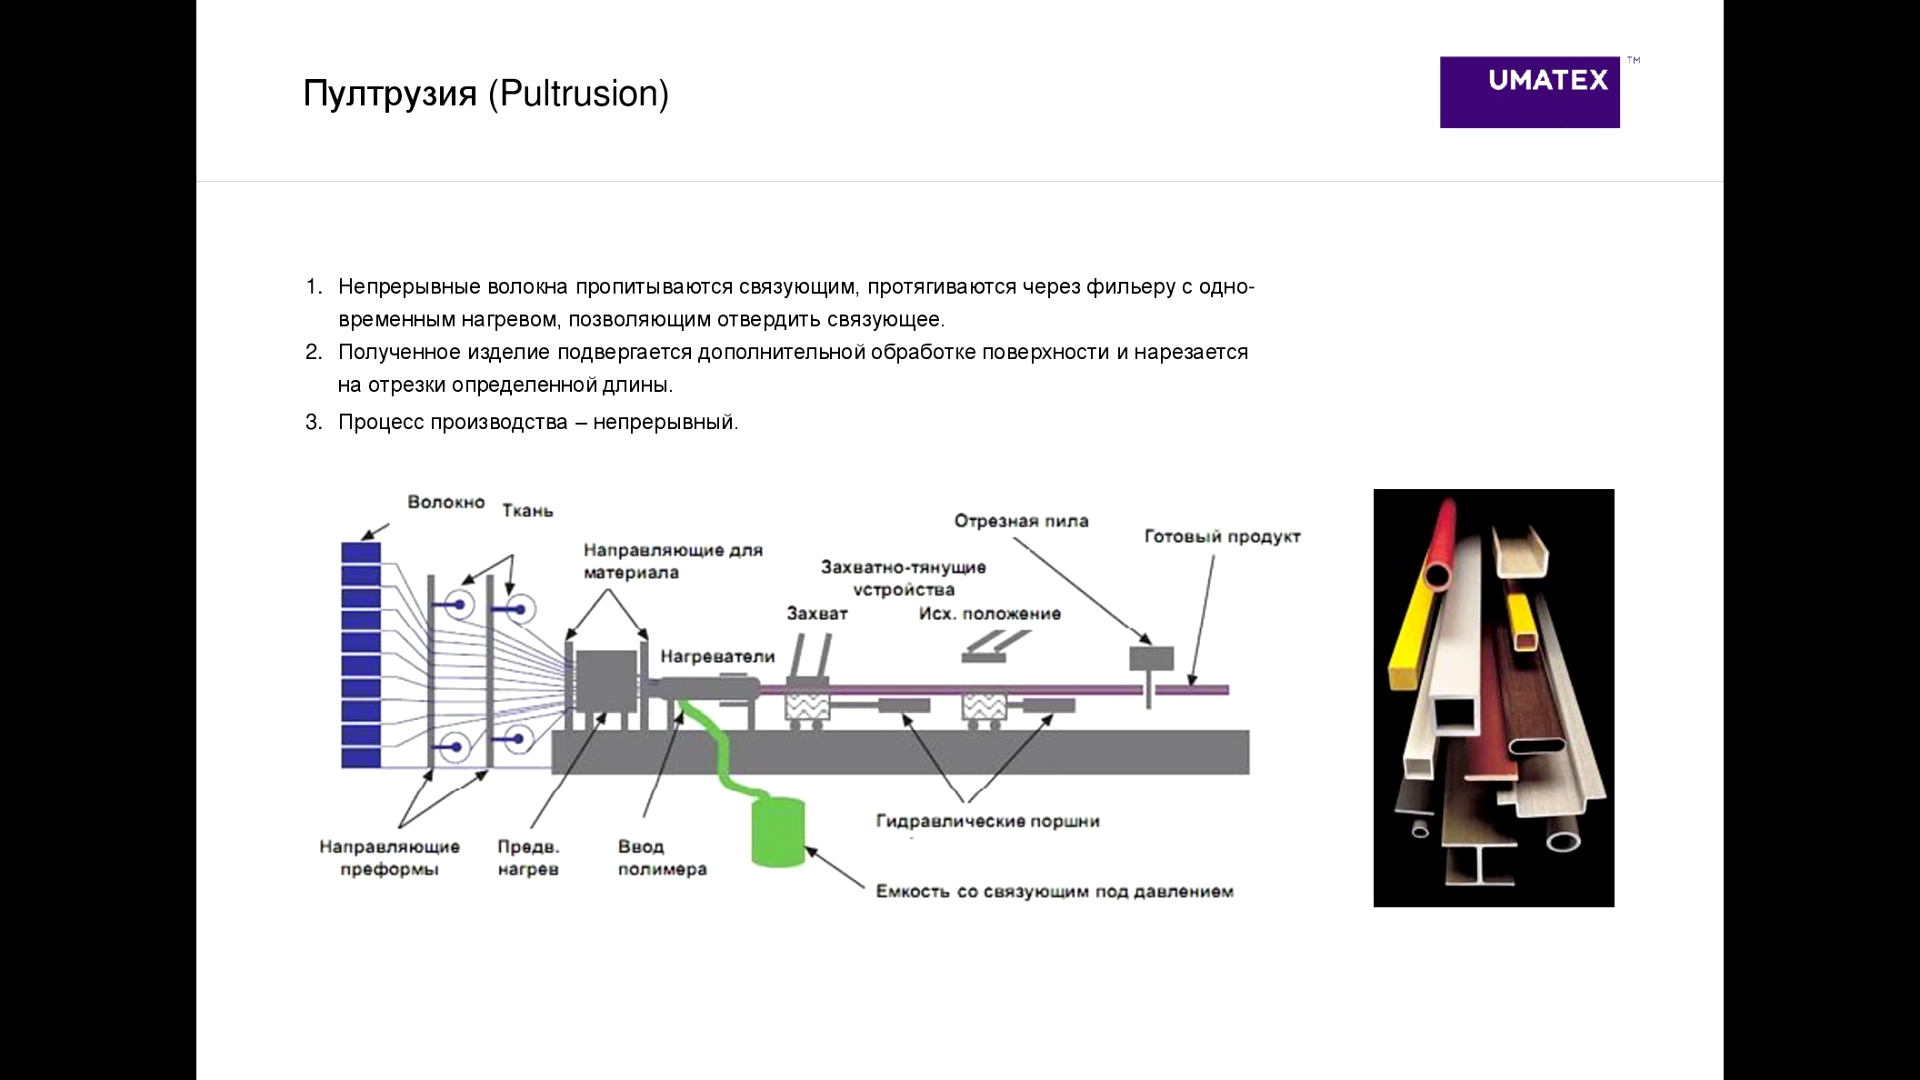 Пултрузия (Pultrusion)
UMATEX
TM
1. Непрерывные волокна пропитываются связующим, протягиваются через фильеру с одно-
временным нагревом, позволяющим отвердить связующее.
2. Полученное изделие подвергается дополнительной обработке поверхности и нарезается
на отрезки определенной длины.
3. Процесс производства – непрерывный.
Волокно
Ткань
Направляющие для
материала
Захватно-тянущие
устройства
Отрезная пила
Готовый продукт
Захват
Исх. положение
Нагреватели
Направляющие
преформы
Предв.
нагрев
Ввод
полимера
Гидравлические поршни
Емкость со связующим под давлением